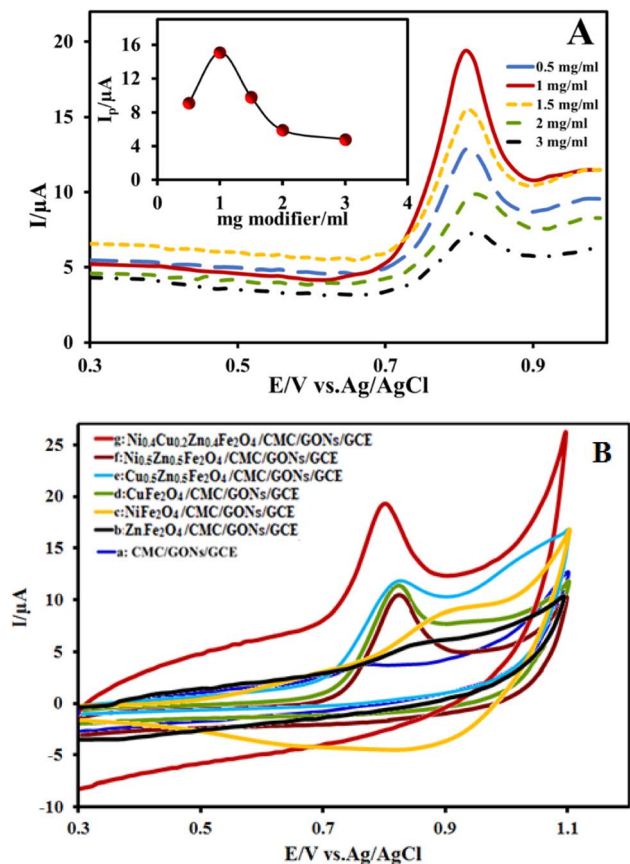 A
20
15
10
5
0
I/µA
0.3
0.5
0.7
0.9
E/V vs.Ag/AgCl
0.5 mg/ml
1 mg/ml
1.5 mg/ml
2 mg/ml
3 mg/ml
16
12
8
4
0
Ip/µA
0
1
2
3
4
mg modifier/ml
B
25
20
15
10
5
0
-5
-10
I/µA
g: Ni0.4Cu0.2Zn0.4Fe2O4 /CMC/GONs/GCE
f: Ni0.5Zn0.5Fe2O4 /CMC/GONs/GCE
e: Cu0.5Zn0.5Fe2O4 /CMC/GONs/GCE
d: CuFe2O4 /CMC/GONs/GCE
c: NiFe2O4 /CMC/GONs/GCE
b: ZnFe2O4 /CMC/GONs/GCE
a: CMC/GONs/GCE
0.3
0.5
0.7
0.9
1.1
E/V vs.Ag/AgCl